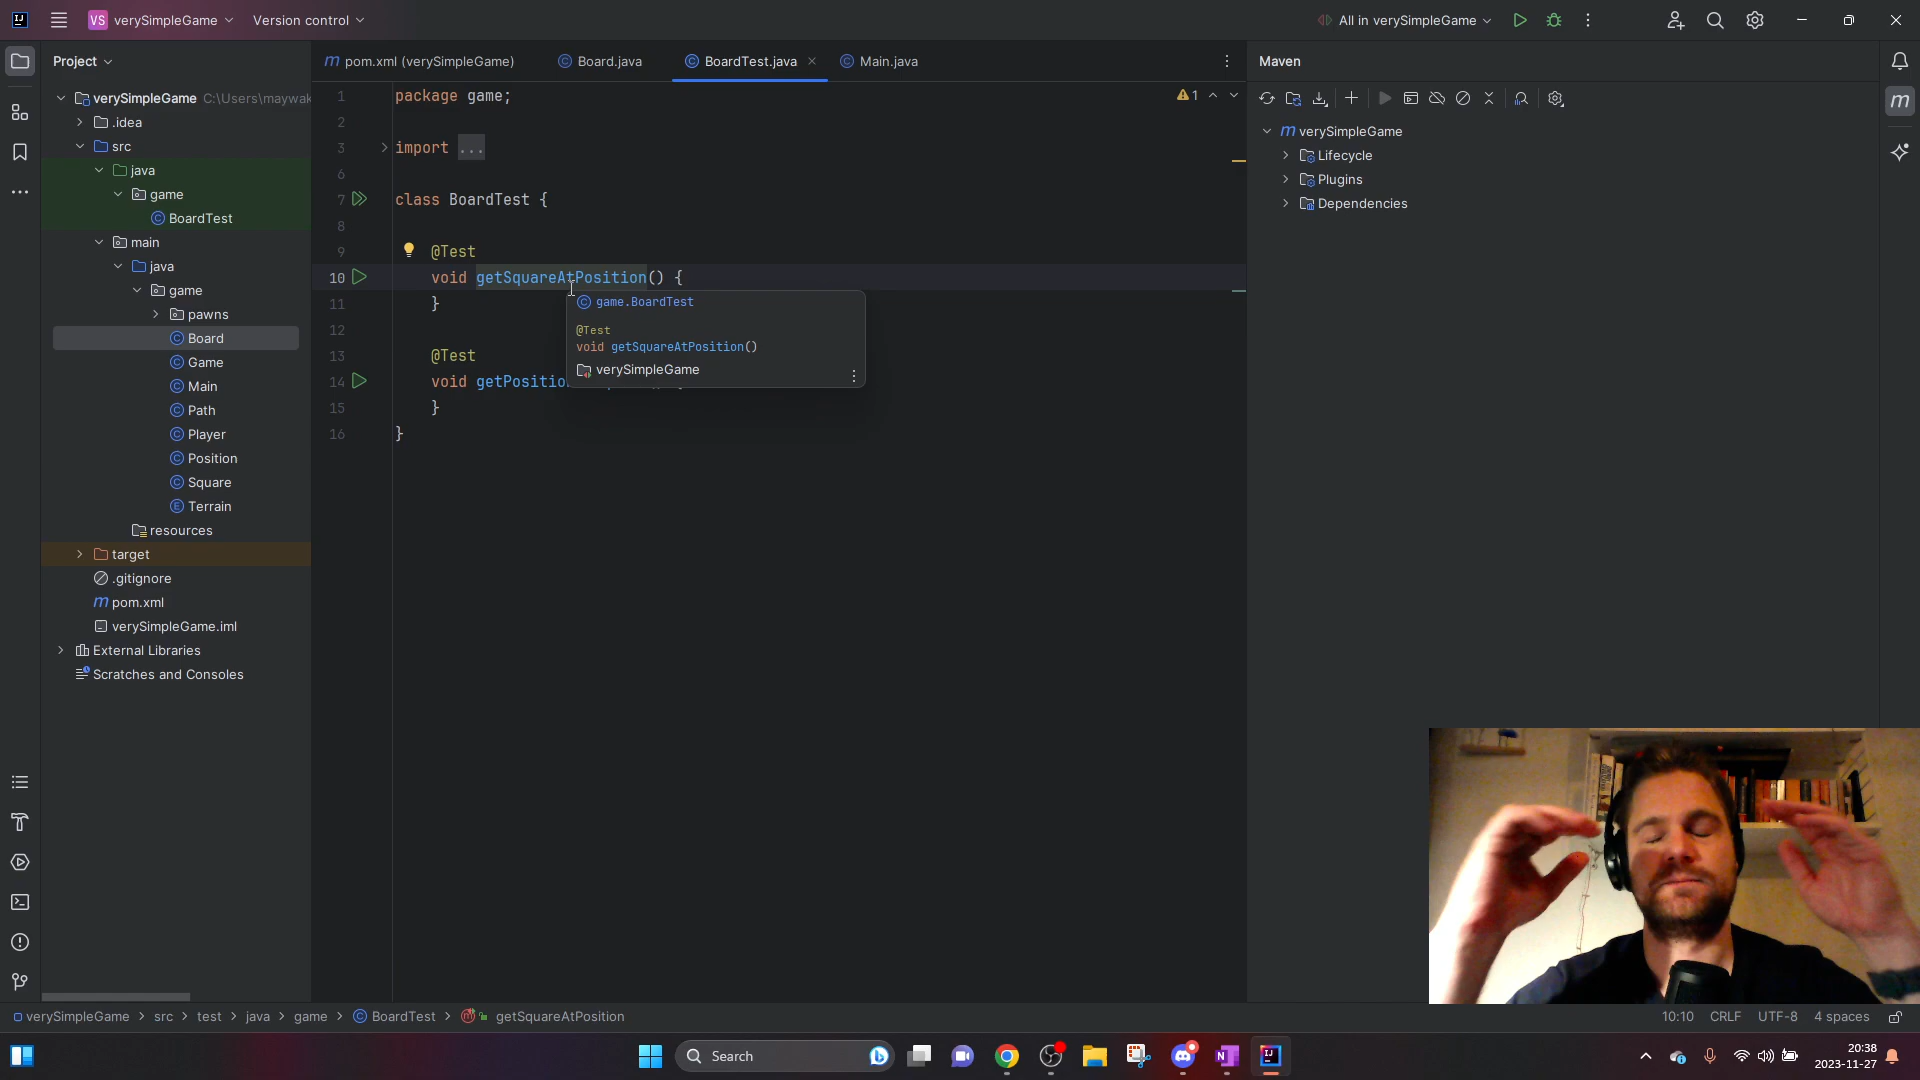 VS verySimpleGame Version control All in verySimpleGame
Project
verySimpleGame C:\Users\maywak
.idea
src
java
game
BoardTest
main
java
game
pawns
Board
Game
Main
Path
Player
Position
Square
Terrain
resources
target
.gitignore
pom.xml
verySimpleGame.iml
External Libraries
Scratches and Consoles
pom.xml (verySimpleGame) Board.java BoardTest.java Main.java
1 package game;
2
3 import ...
6
7 class BoardTest {
8
9 @Test
10 void getSquareAtPosition() {
11 }
12
13 @Test
14 void getPositio
15 }
16 }
1
game.BoardTest
@Test
void getSquareAtPosition()
verySimpleGame
Maven
verySimpleGame
Lifecycle
Plugins
Dependencies
verySimpleGame > src > test > java > game > BoardTest > getSquareAtPosition 10:10 CRLF UTF-8 4 spaces
Search
20:38
2023-11-27